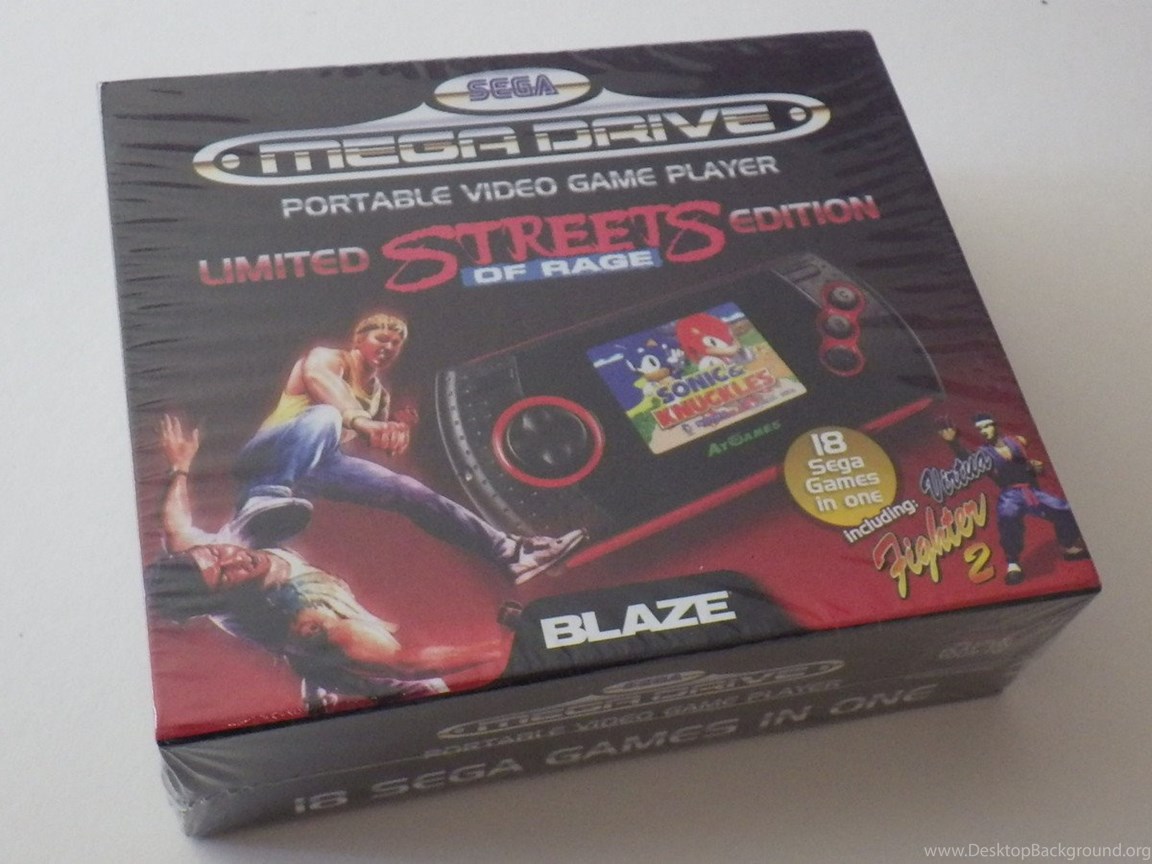 SEGA
MEGA DRIVE
PORTABLE VIDEO GAME PLAYER
LIMITED STREETS EDITION
OF RAGE
SONIC &
KNUCKLES
ATGAMES
18
Sega
Games
in one
including:
Virtua
Fighter
2
BLAZE
SEGA
MEGA DRIVE
PORTABLE VIDEO GAME PLAYER
18 SEGA GAMES IN ONE
www.DesktopBackground.org